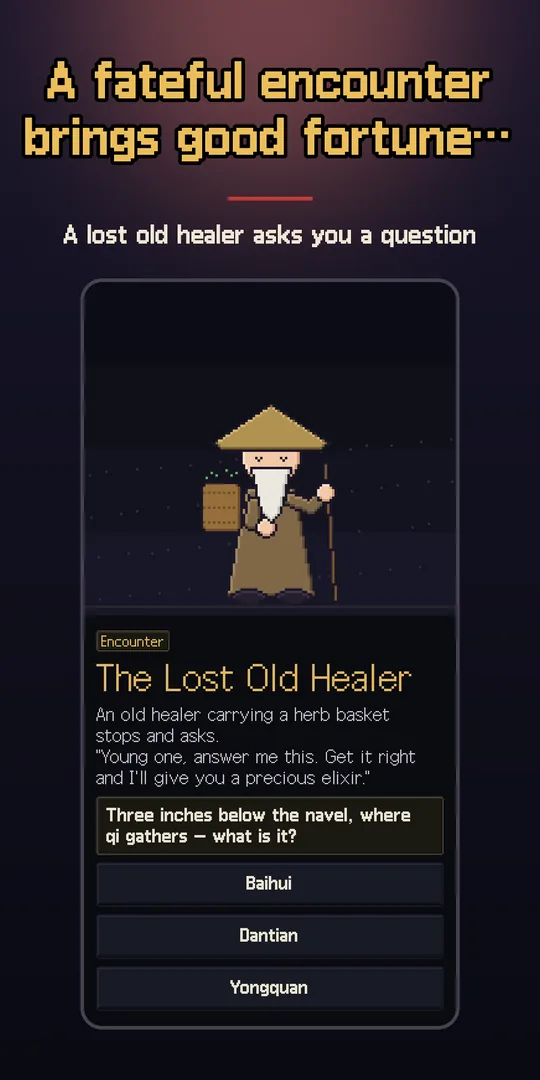 A fateful encounter
brings good fortune…
A lost old healer asks you a question
Encounter
The Lost Old Healer
An old healer carrying a herb basket
stops and asks.
"Young one, answer me this. Get it right
and I'll give you a precious elixir."
Three inches below the navel, where
qi gathers — what is it?
Baihui
Dantian
Yongquan